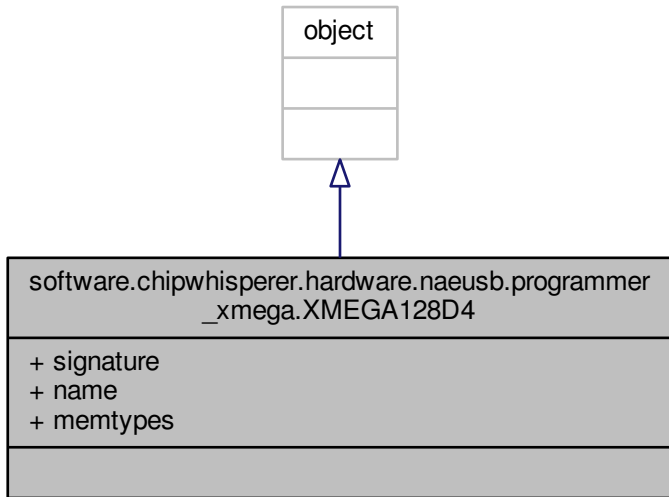 object
software.chipwhisperer.hardware.naeusb.programmer
_xmega.XMEGA128D4
+ signature
+ name
+ memtypes